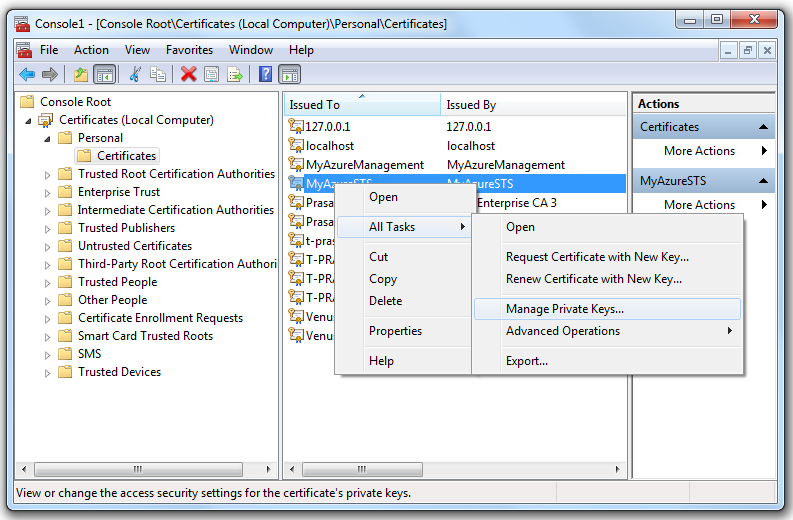 Console1 - [Console Root\Certificates (Local Computer)\Personal\Certificates]
File Action View Favorites Window Help
Console Root
Certificates (Local Computer)
Personal
Certificates
Trusted Root Certification Authorities
Enterprise Trust
Intermediate Certification Authorities
Trusted Publishers
Untrusted Certificates
Third-Party Root Certification Authori
Trusted People
Other People
Certificate Enrollment Requests
Smart Card Trusted Roots
SMS
Trusted Devices
Issued To Issued By
127.0.0.1 127.0.0.1
localhost localhost
MyAzureManagement MyAzureManagement
MyAzureSTS MyAzureSTS
Prasa Enterprise CA 3
Prasa
t-pras
T-PRA
T-PRA
T-PRA
Venus
Venus
Open
All Tasks
Cut
Copy
Delete
Properties
Help
Open
Request Certificate with New Key...
Renew Certificate with New Key...
Manage Private Keys...
Advanced Operations
Export...
Actions
Certificates
More Actions
MyAzureSTS
More Actions
View or change the access security settings for the certificate's private keys.